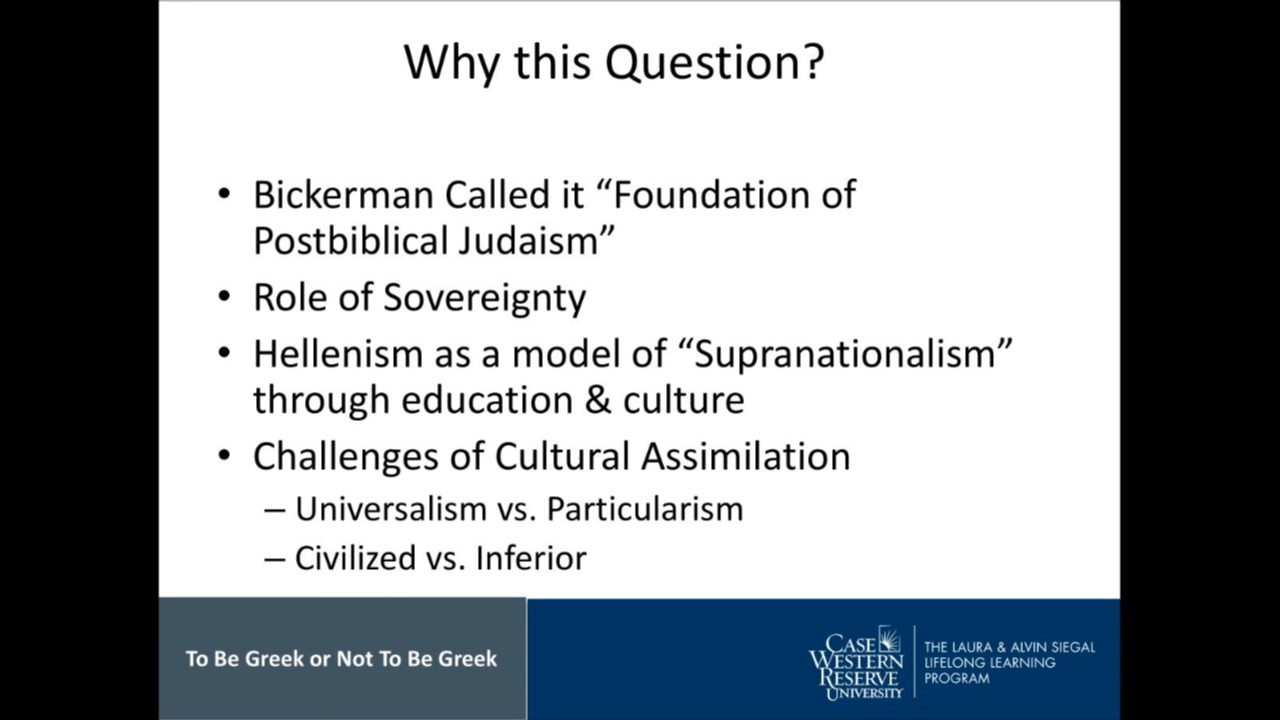 Why this Question?
• Bickerman Called it “Foundation of
Postbiblical Judaism”
• Role of Sovereignty
• Hellenism as a model of “Supranationalism”
through education & culture
• Challenges of Cultural Assimilation
– Universalism vs. Particularism
– Civilized vs. Inferior
To Be Greek or Not To Be Greek
CASE
WESTERN
RESERVE
UNIVERSITY
THE LAURA & ALVIN SIEGAL
LIFELONG LEARNING
PROGRAM